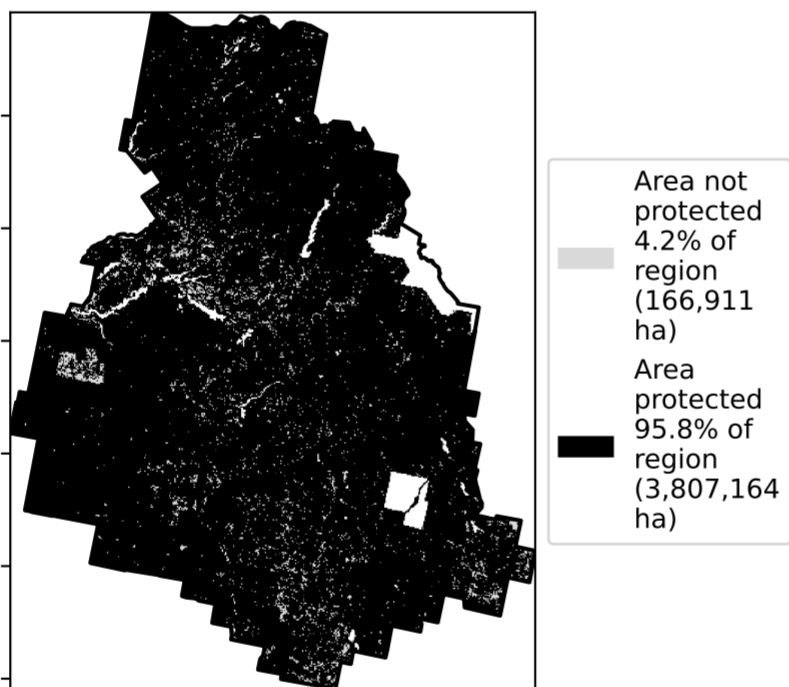 Area not
protected
4.2% of
region
(166,911
ha)
Area
protected
95.8% of
region
(3,807,164
ha)